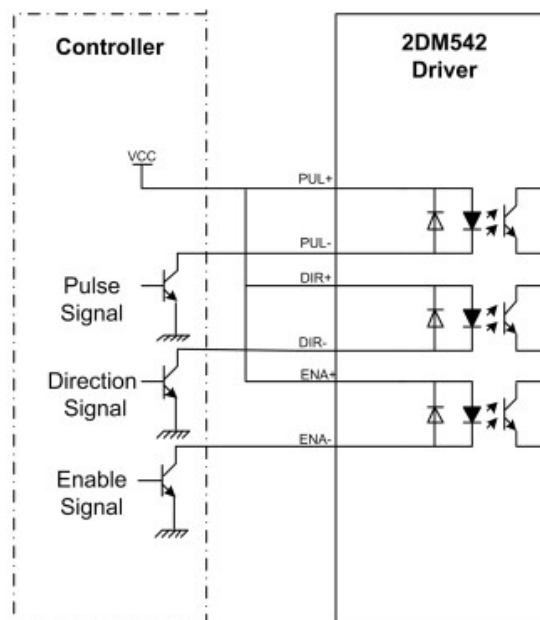 Controller
2DM542
Driver
VCC
PUL+
PUL-
Pulse
Signal
DIR+
DIR-
Direction
Signal
ENA+
ENA-
Enable
Signal